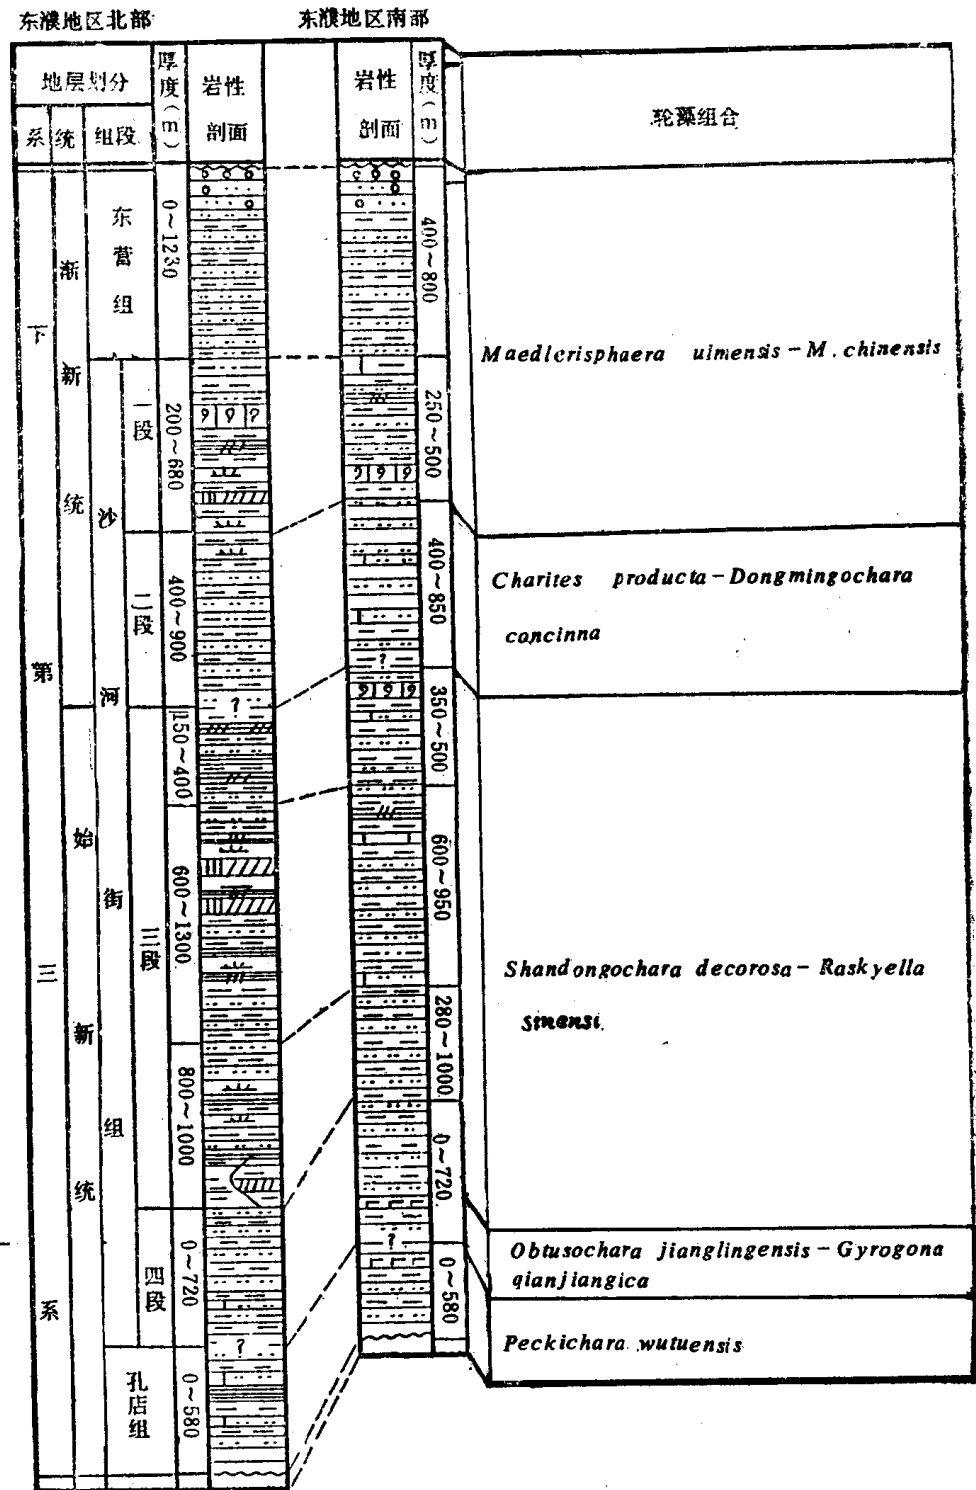 东濮地区北部
东濮地区南部
地层划分
系
统
组段
厚度(m)
岩性
剖面
岩性
剖面
厚度(m)
轮藻组合
下第三系
渐新统
始新统
东营组
沙河街组
一段
二段
三段
四段
孔店组
0~1230
200~680
400~900
150~400
600~1300
800~1000
0~720
0~580
400~800
250~500
400~850
350~500
600~950
280~1000
0~720
0~580
?
?
?
?
Maedlerisphaera ulmensis-M.chinensis
Charites producta-Dongmingochara
concinna
Shandongochara decorosa-Raskyella
sinensi.
Obtusochara jianglingensis-Gyrogona
qianjiangica
Peckichara wutuensis